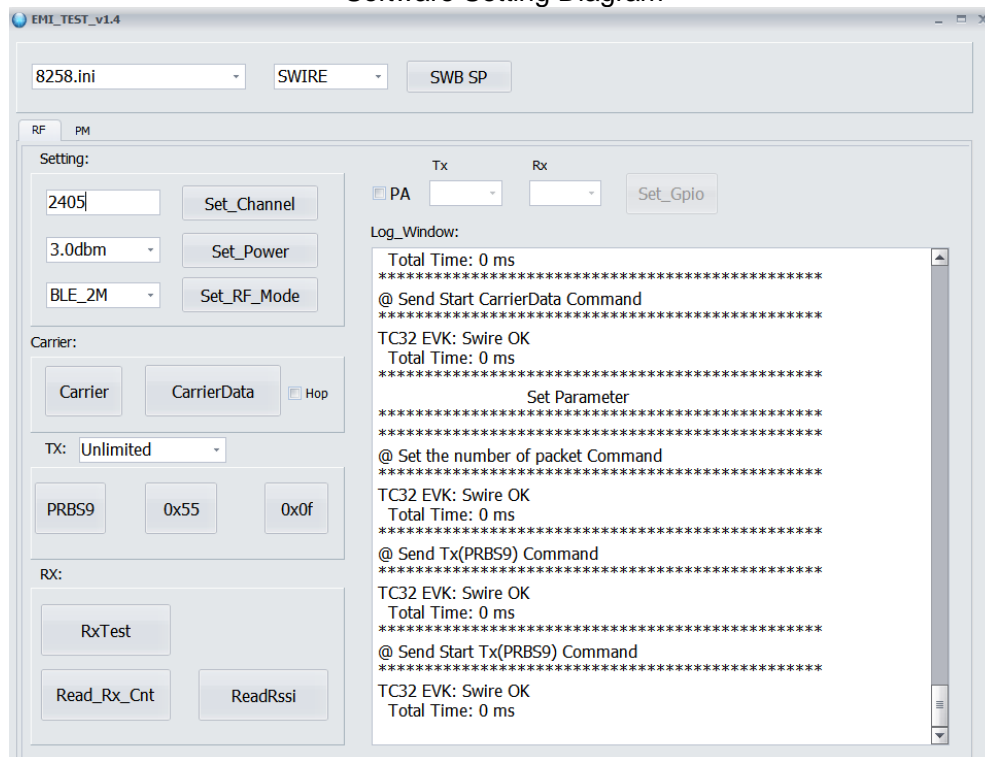 Software Setting Diagram
EMI_TEST_v1.4
8258.ini SWIRE SWB SP
RF PM
Setting:
2405 Set_Channel
3.0dbm Set_Power
BLE_2M Set_RF_Mode
Carrier:
Carrier CarrierData Hop
TX: Unlimited
PRBS9 0x55 0x0f
RX:
RxTest
Read_Rx_Cnt ReadRssi
Tx Rx
PA Set_Gpio
Log_Window:
Total Time: 0 ms
************************************************
@ Send Start CarrierData Command
************************************************
TC32 EVK: Swire OK
Total Time: 0 ms
************************************************
Set Parameter
************************************************
************************************************
@ Set the number of packet Command
************************************************
TC32 EVK: Swire OK
Total Time: 0 ms
************************************************
@ Send Tx(PRBS9) Command
************************************************
TC32 EVK: Swire OK
Total Time: 0 ms
************************************************
@ Send Start Tx(PRBS9) Command
************************************************
TC32 EVK: Swire OK
Total Time: 0 ms